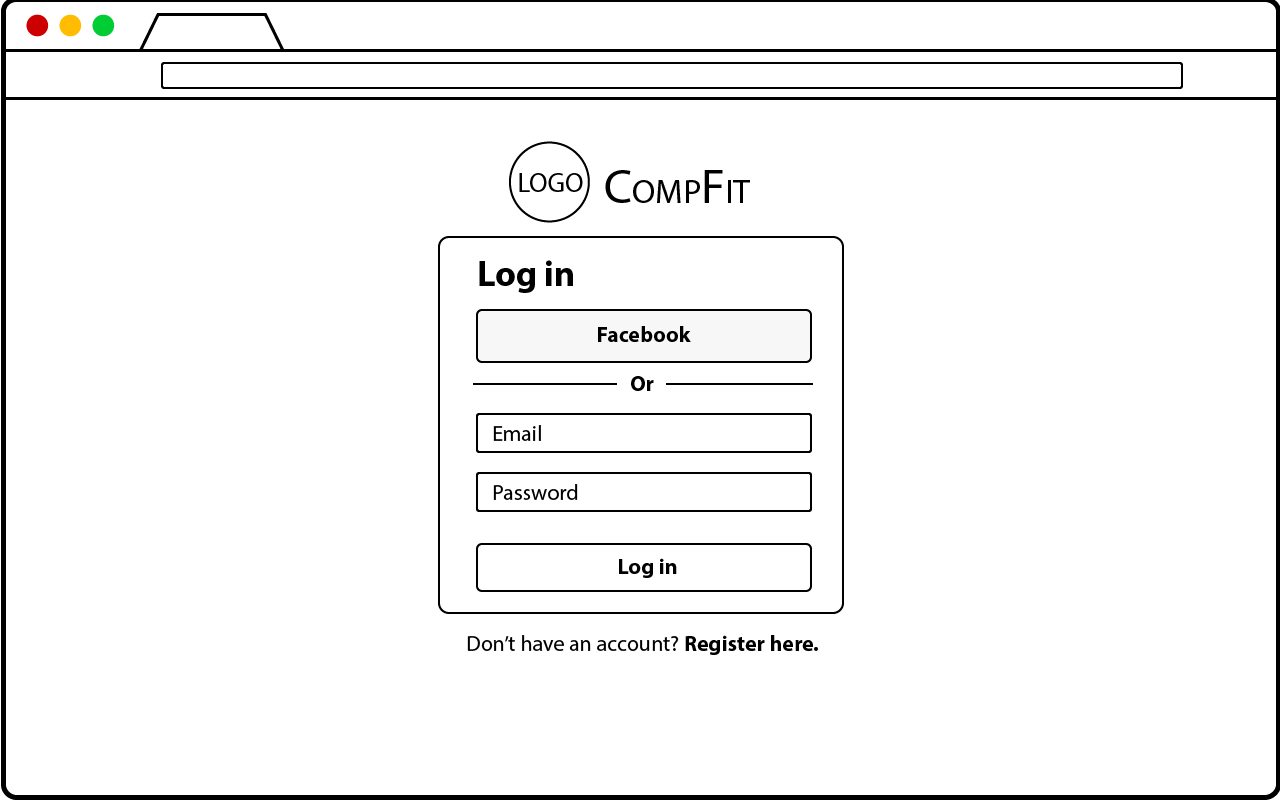 LOGO CompFit
Log in
Facebook
Or
Email
Password
Log in
Don’t have an account? Register here.